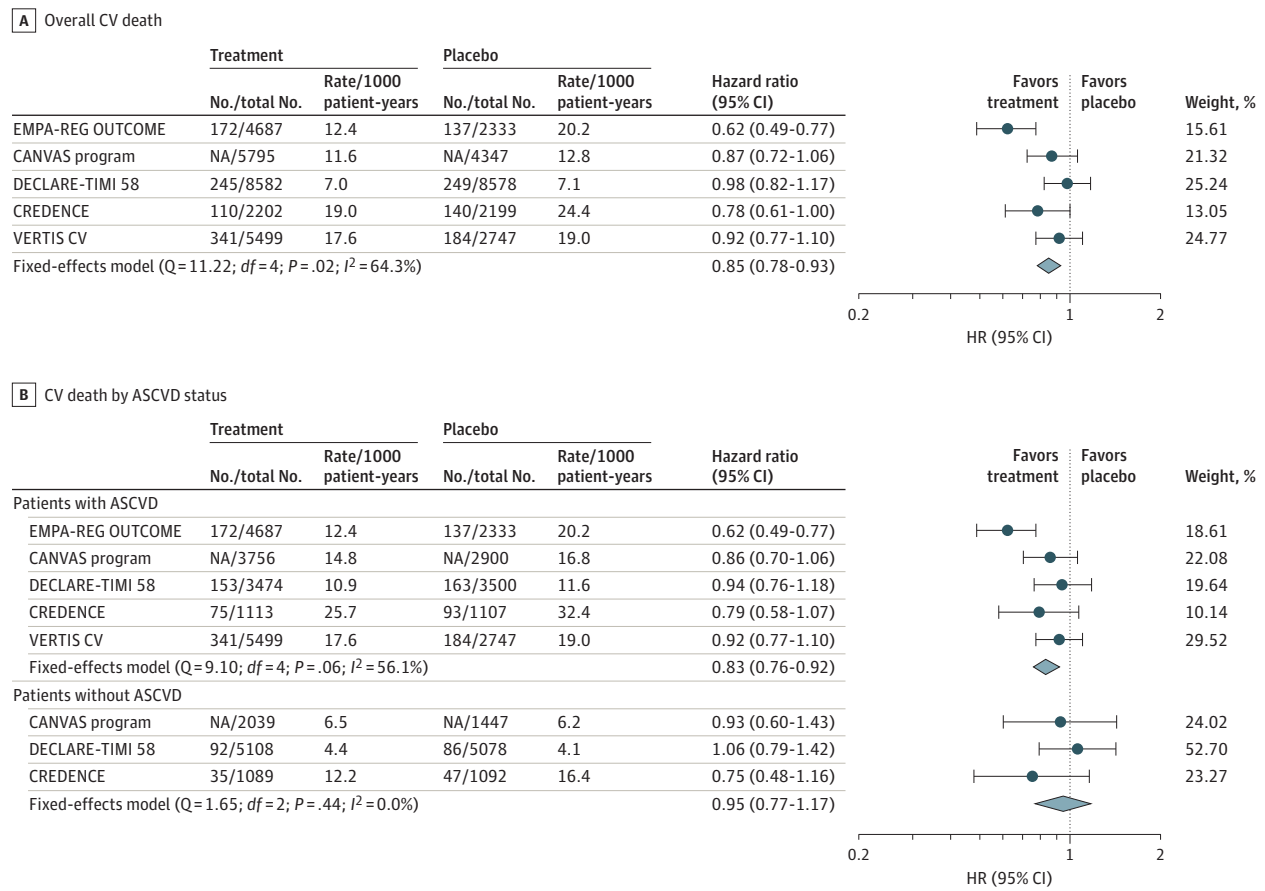 A Overall CV death
Treatment Placebo
No./total No. Rate/1000 patient-years No./total No. Rate/1000 patient-years Hazard ratio (95% CI) Favors treatment Favors placebo Weight, %
EMPA-REG OUTCOME 172/4687 12.4 137/2333 20.2 0.62 (0.49-0.77) 15.61
CANVAS program NA/5795 11.6 NA/4347 12.8 0.87 (0.72-1.06) 21.32
DECLARE-TIMI 58 245/8582 7.0 249/8578 7.1 0.98 (0.82-1.17) 25.24
CREDENCE 110/2202 19.0 140/2199 24.4 0.78 (0.61-1.00) 13.05
VERTIS CV 341/5499 17.6 184/2747 19.0 0.92 (0.77-1.10) 24.77
Fixed-effects model (Q = 11.22; df = 4; P = .02; I² = 64.3%) 0.85 (0.78-0.93)
0.2 1 2
HR (95% CI)
B CV death by ASCVD status
Treatment Placebo
No./total No. Rate/1000 patient-years No./total No. Rate/1000 patient-years Hazard ratio (95% CI) Favors treatment Favors placebo Weight, %
Patients with ASCVD
EMPA-REG OUTCOME 172/4687 12.4 137/2333 20.2 0.62 (0.49-0.77) 18.61
CANVAS program NA/3756 14.8 NA/2900 16.8 0.86 (0.70-1.06) 22.08
DECLARE-TIMI 58 153/3474 10.9 163/3500 11.6 0.94 (0.76-1.18) 19.64
CREDENCE 75/1113 25.7 93/1107 32.4 0.79 (0.58-1.07) 10.14
VERTIS CV 341/5499 17.6 184/2747 19.0 0.92 (0.77-1.10) 29.52
Fixed-effects model (Q = 9.10; df = 4; P = .06; I² = 56.1%) 0.83 (0.76-0.92)
Patients without ASCVD
CANVAS program NA/2039 6.5 NA/1447 6.2 0.93 (0.60-1.43) 24.02
DECLARE-TIMI 58 92/5108 4.4 86/5078 4.1 1.06 (0.79-1.42) 52.70
CREDENCE 35/1089 12.2 47/1092 16.4 0.75 (0.48-1.16) 23.27
Fixed-effects model (Q = 1.65; df = 2; P = .44; I² = 0.0%) 0.95 (0.77-1.17)
0.2 1 2
HR (95% CI)